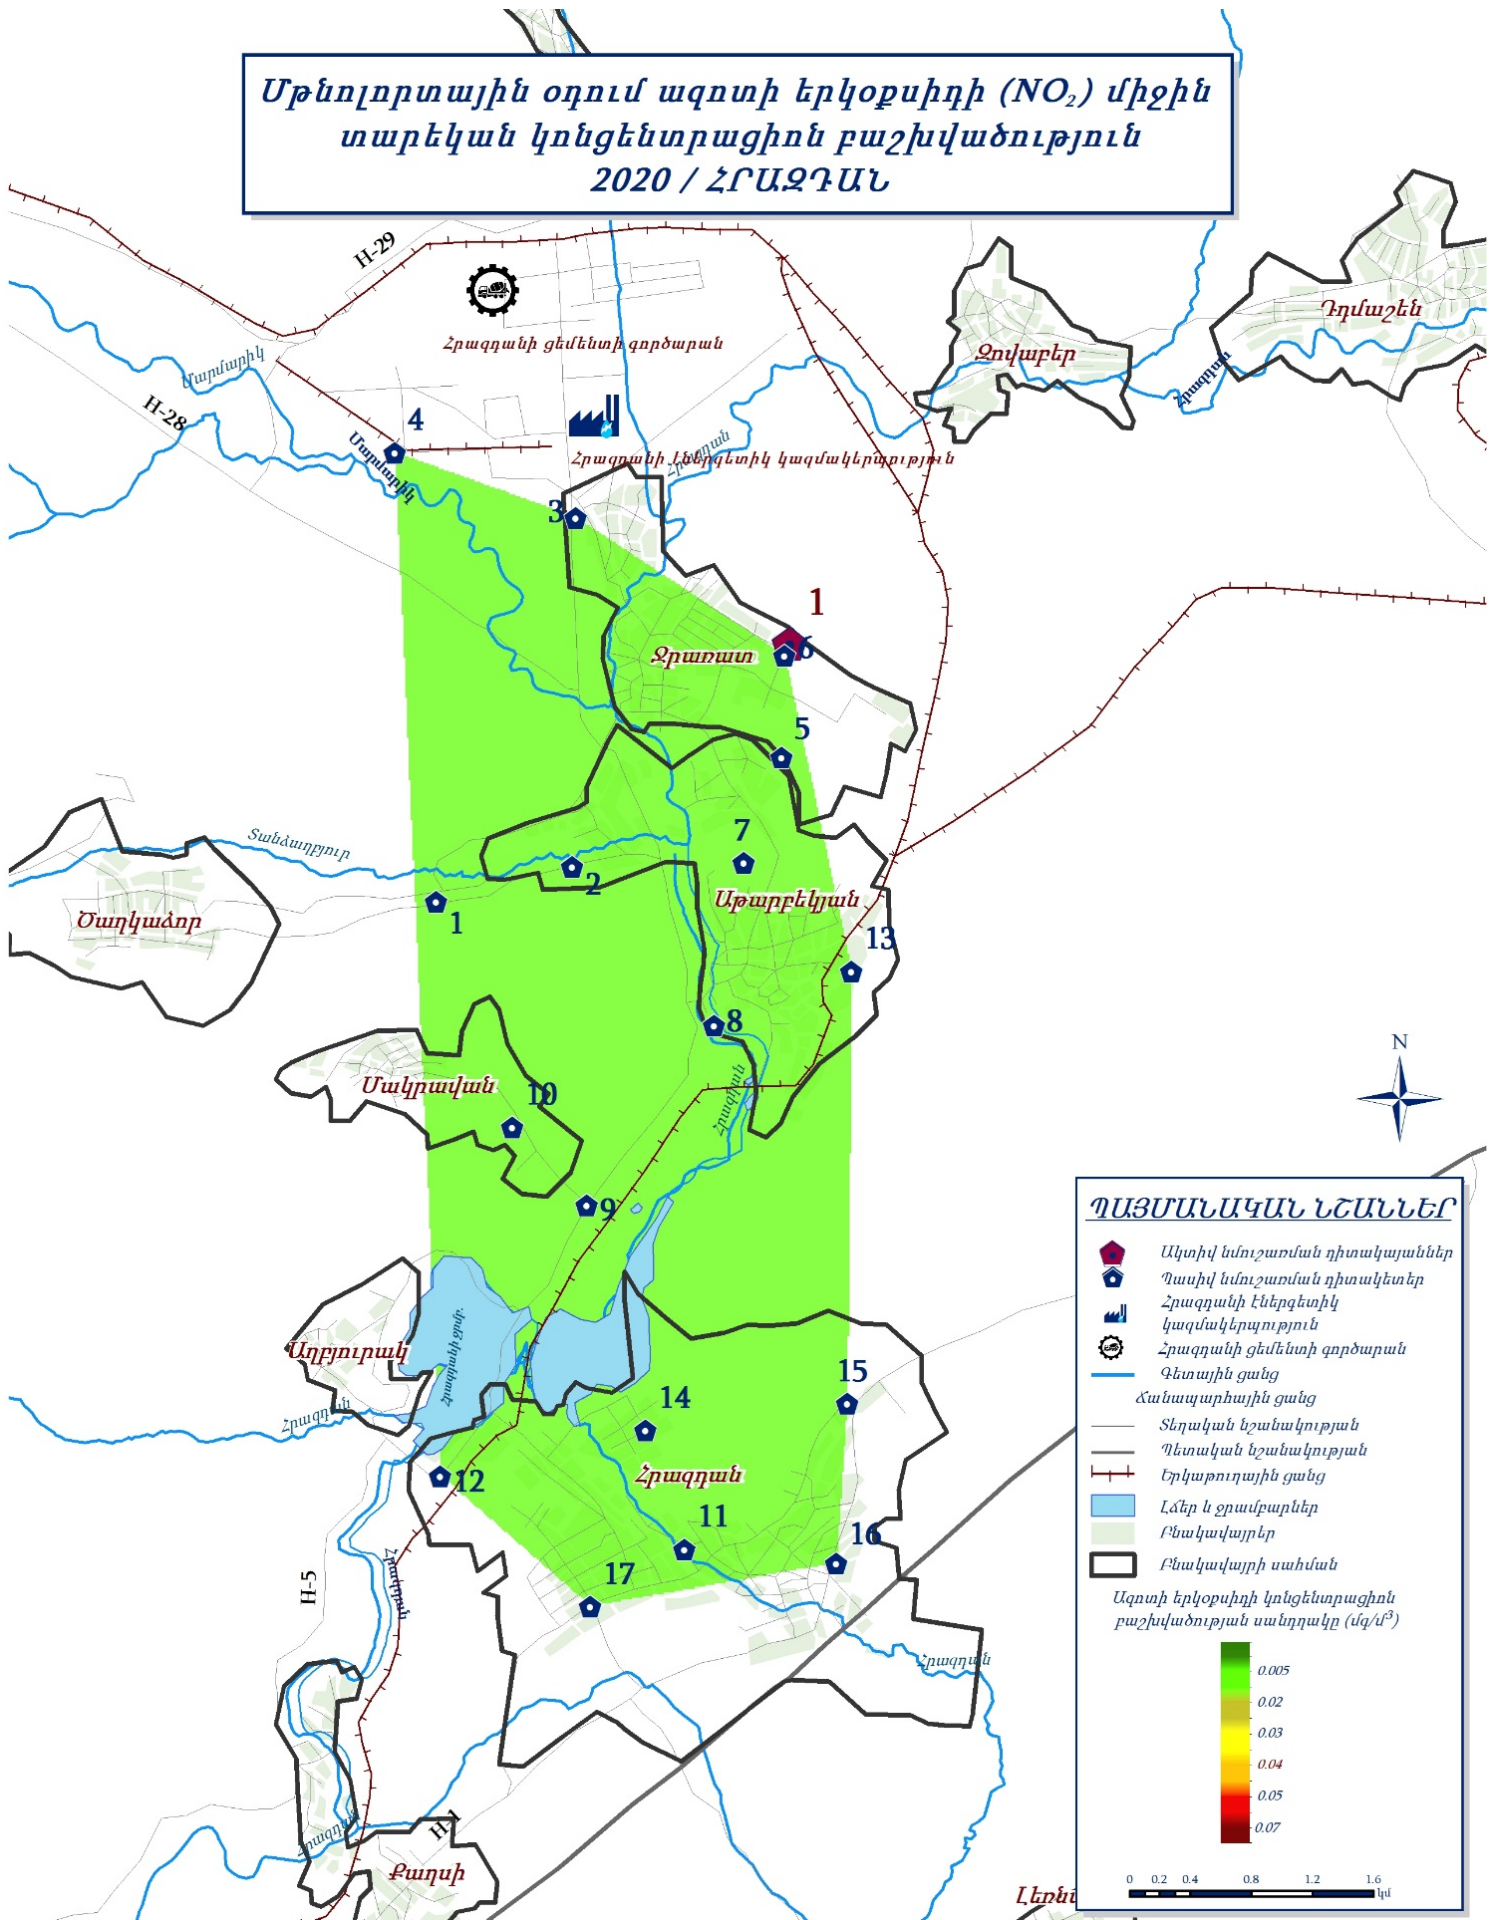 Մթնոլորտային օդում ազոտի երկօքսիդի (NO₂) միջին
տարեկան կոնցենտրացիոն բաշխվածություն
2020 / ՀՐԱԶԴԱՆ
H-29
Հրազդանի ցեմենտի գործարան
Դդմաշեն
Ջովաբեր
Հրազդան
Մարմարիկ
H-28
4
Մարմարիկ
Հրազդան
Հրազդանի էներգետիկ կազմակերպություն
3
1
6
Ջրառատ
5
Տանձաղբյուր
7
2
Աթարբեկյան
Ծաղկաձոր
1
13
8
N
Մակրավան
10
Հրազդան
9
Աղբյուրակ
Հրազդանի ջրմբ.
15
Հրազդան
14
Հրազդան
12
11
16
17
H-5
Հրազդան
Հրազդան
H-1
Հրազդան
Քաղսի
ՊԱՅՄԱՆԱԿԱՆ ՆՇԱՆՆԵՐ
Ակտիվ նմուշառման դիտակայաններ
Պասիվ նմուշառման դիտակետեր
Հրազդանի էներգետիկ
կազմակերպություն
Հրազդանի ցեմենտի գործարան
Գետային ցանց
Ճանապարհային ցանց
Տեղական նշանակության
Պետական նշանակության
Երկաթուղային ցանց
Լճեր և ջրամբարներ
Բնակավայրեր
Բնակավայրի սահման
Ազոտի երկօքսիդի կոնցենտրացիոն
բաշխվածության սանդղակը (մգ/մ³)
0.005
0.02
0.03
0.04
0.05
0.07
0 0.2 0.4 0.8 1.2 1.6
կմ